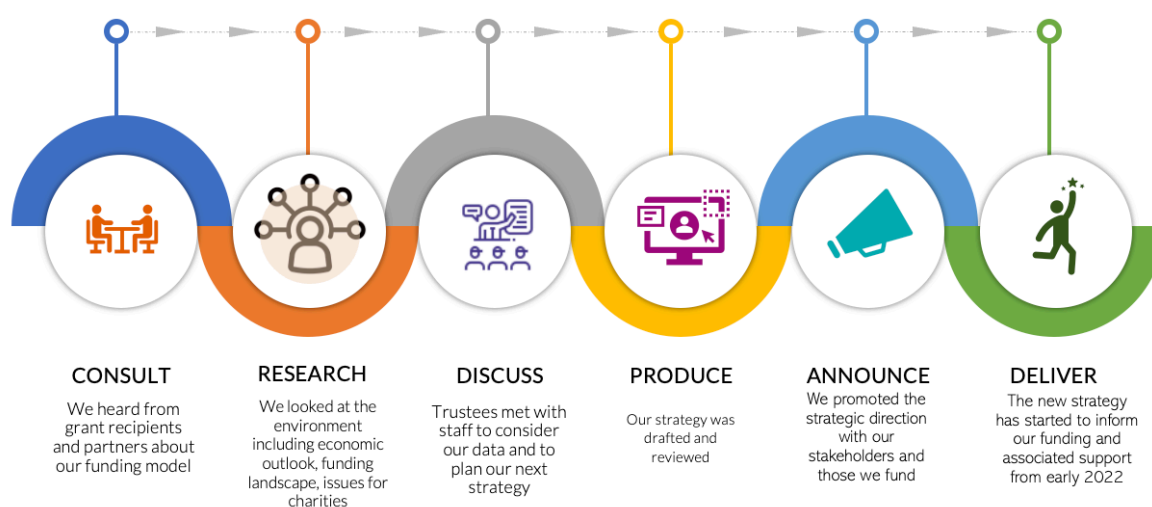 CONSULT
We heard from
grant recipients
and partners about
our funding model
RESEARCH
We looked at the
environment
including economic
outlook, funding
landscape, issues for
charities
DISCUSS
Trustees met with
staff to consider
our data and to
plan our next
strategy
PRODUCE
Our strategy was
drafted and
reviewed
ANNOUNCE
We promoted the
strategic direction
with our
stakeholders and
those we fund
DELIVER
The new strategy
has started to inform
our funding and
associated support
from early 2022